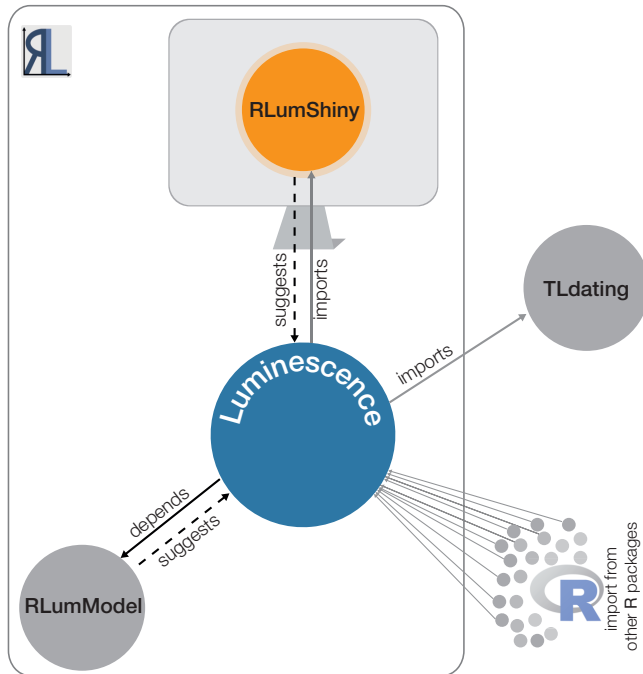 RL
RLumShiny
suggests
imports
TLdating
imports
Luminescence
depends
suggests
RLumModel
R
import from
other R packages